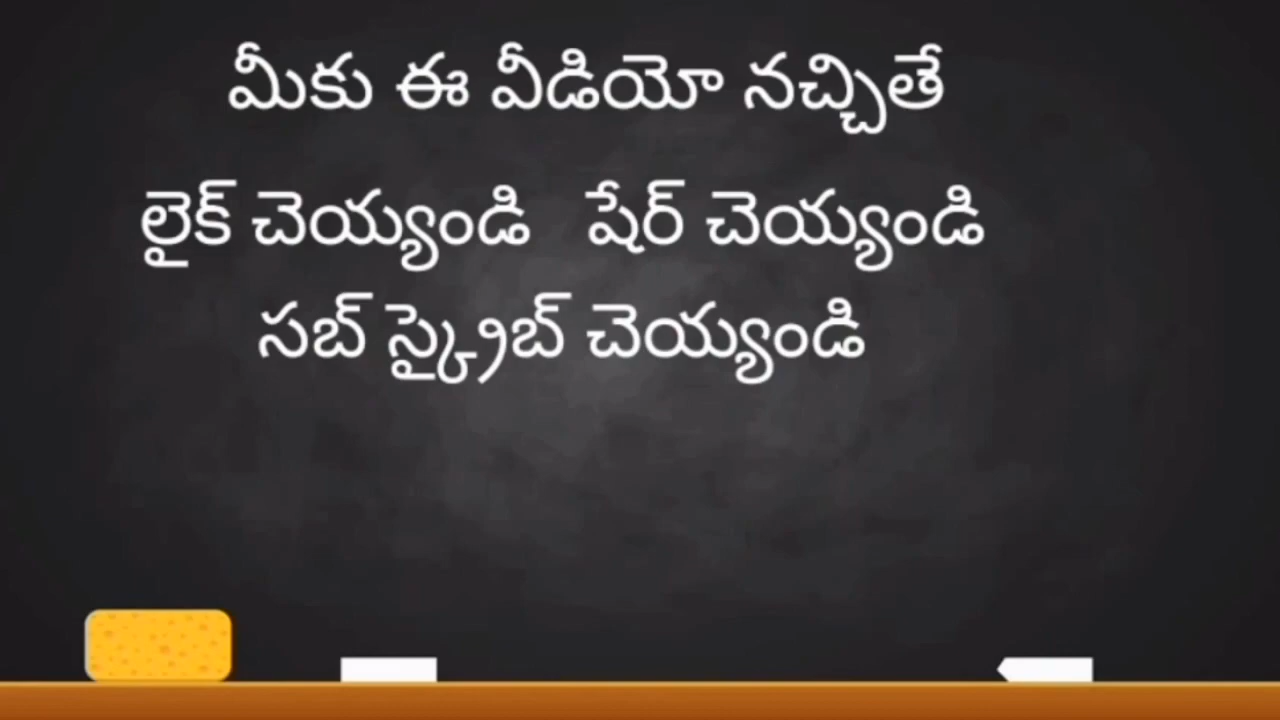 మీకు ఈ వీడియో నచ్చితే
లైక్ చెయ్యండి షేర్ చెయ్యండి
సబ్ స్క్రైబ్ చెయ్యండి